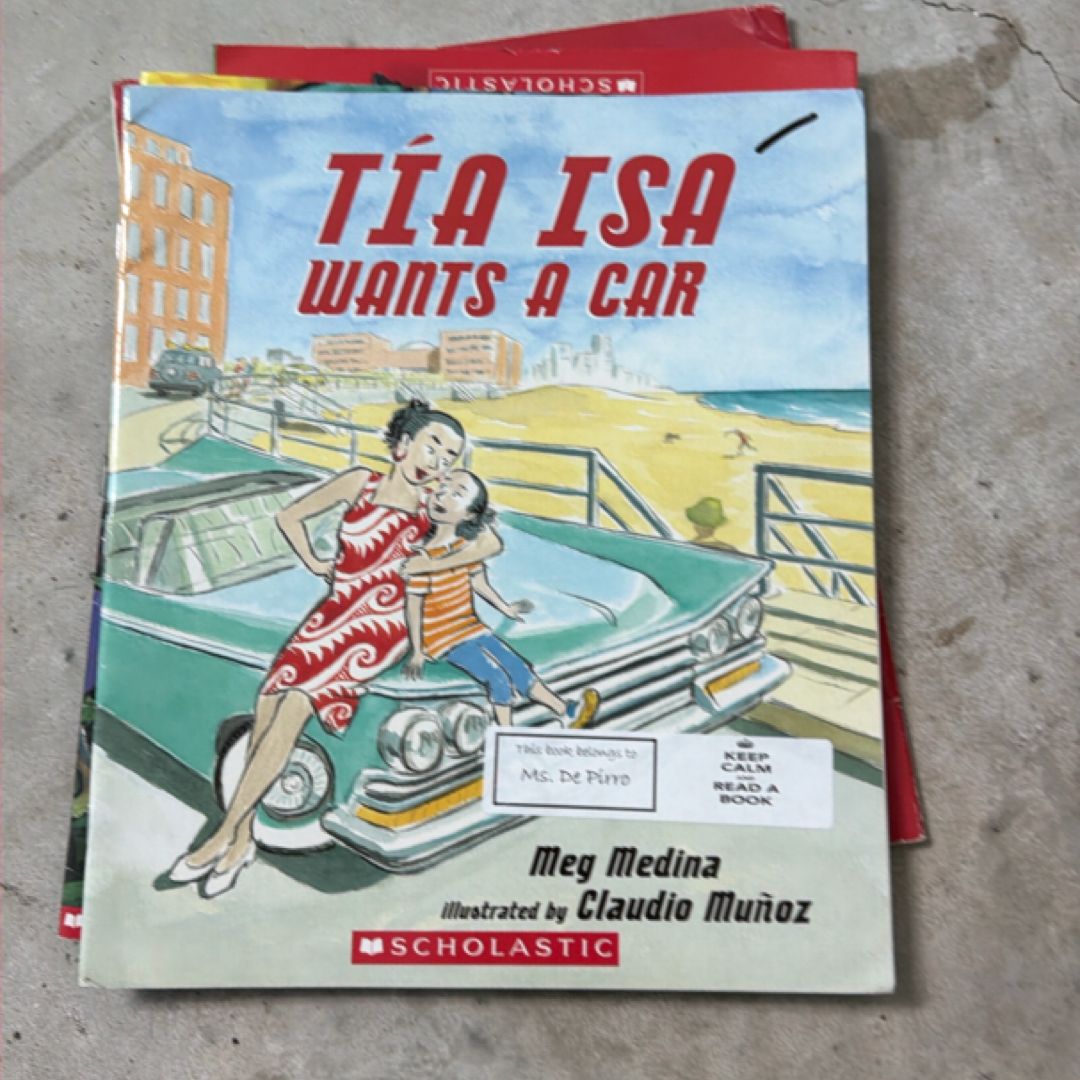 SCHOLASTIC
TÍA ISA
WANTS A CAR
This book belongs to
Ms. De Pirro
KEEP
CALM
AND
READ A
BOOK
Meg Medina
illustrated by Claudio Muñoz
SCHOLASTIC